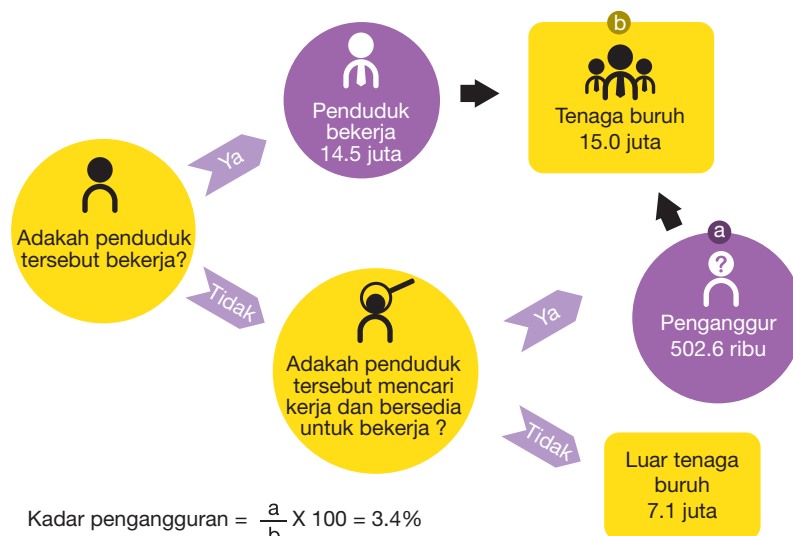 b
Tenaga buruh
15.0 juta
Penduduk
bekerja
14.5 juta
Ya
Adakah penduduk
tersebut bekerja?
Tidak
Adakah penduduk
tersebut mencari
kerja dan bersedia
untuk bekerja ?
Ya
a
?
Penganggur
502.6 ribu
Tidak
Luar tenaga
buruh
7.1 juta
Kadar pengangguran = a/b X 100 = 3.4%